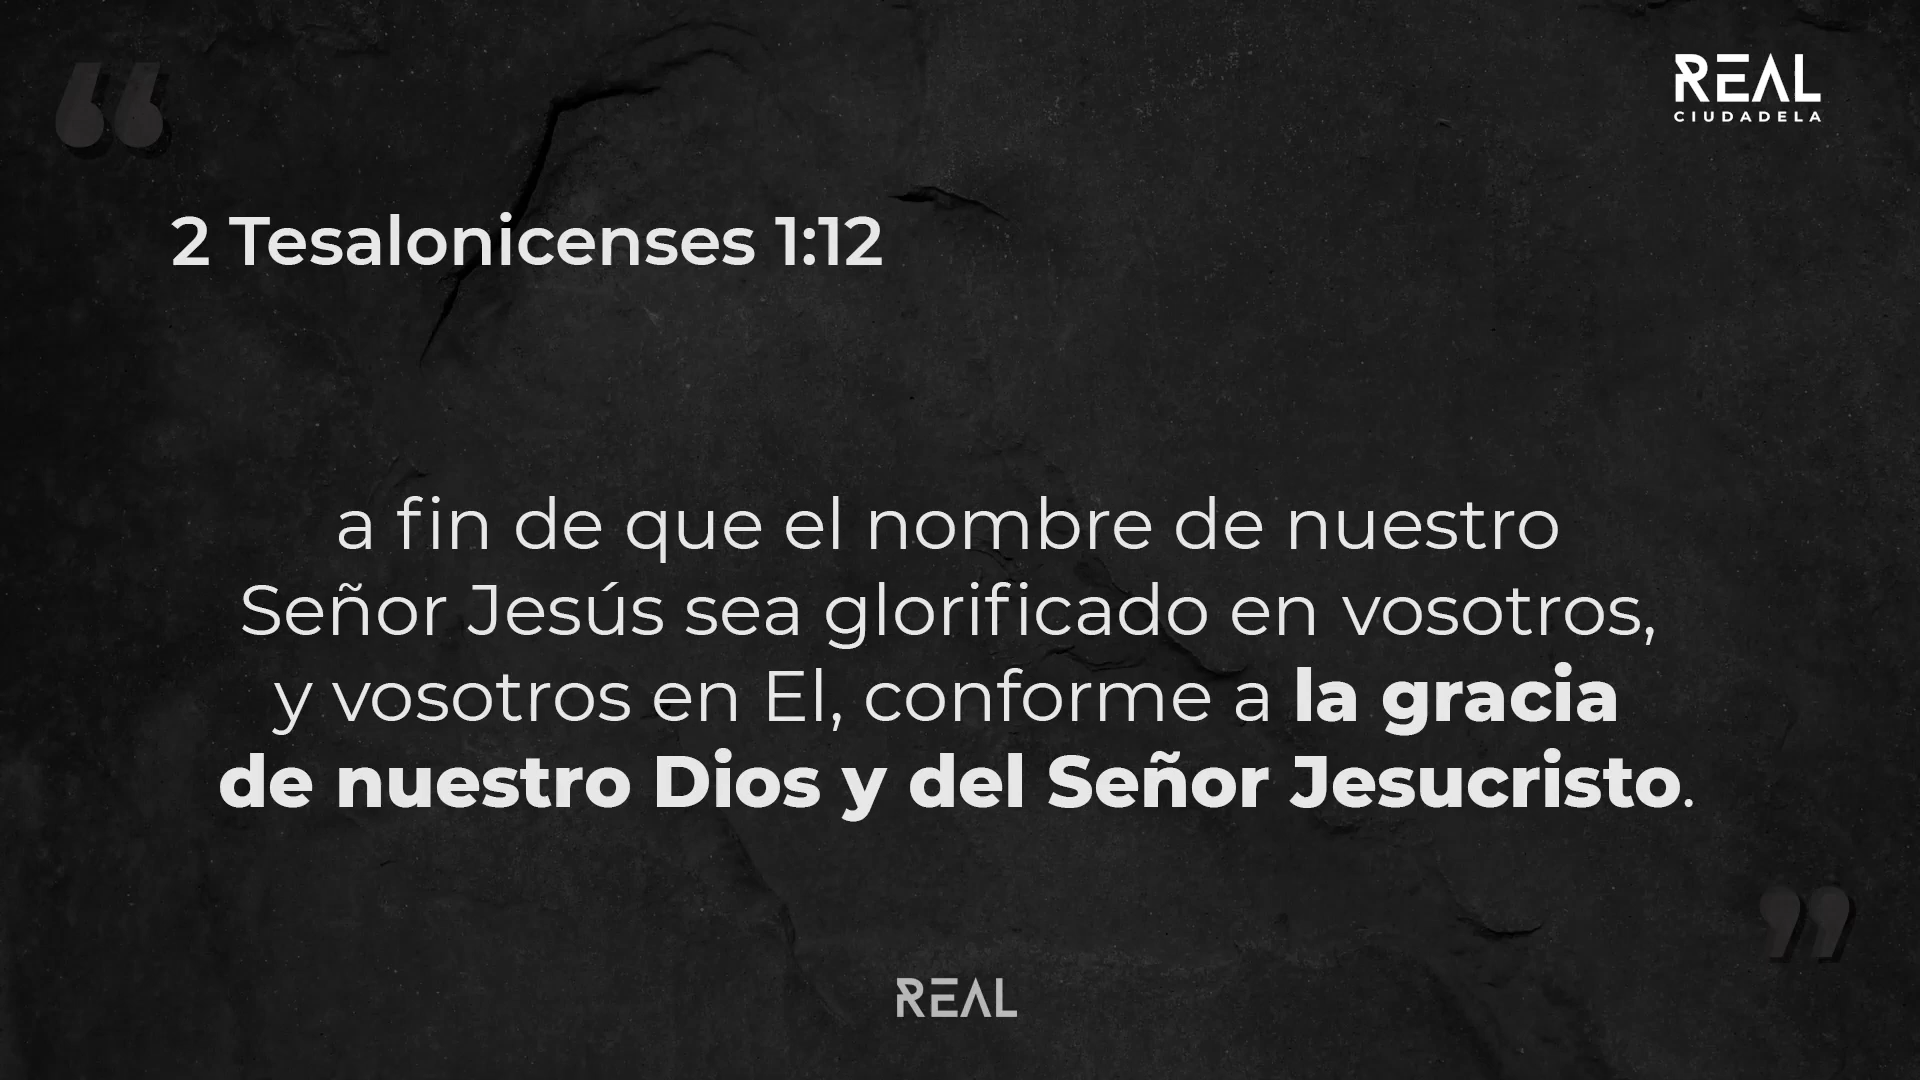 REAL
CIUDADELA
2 Tesalonicenses 1:12
a fin de que el nombre de nuestro
Señor Jesús sea glorificado en vosotros,
y vosotros en El, conforme a la gracia
de nuestro Dios y del Señor Jesucristo.
REAL